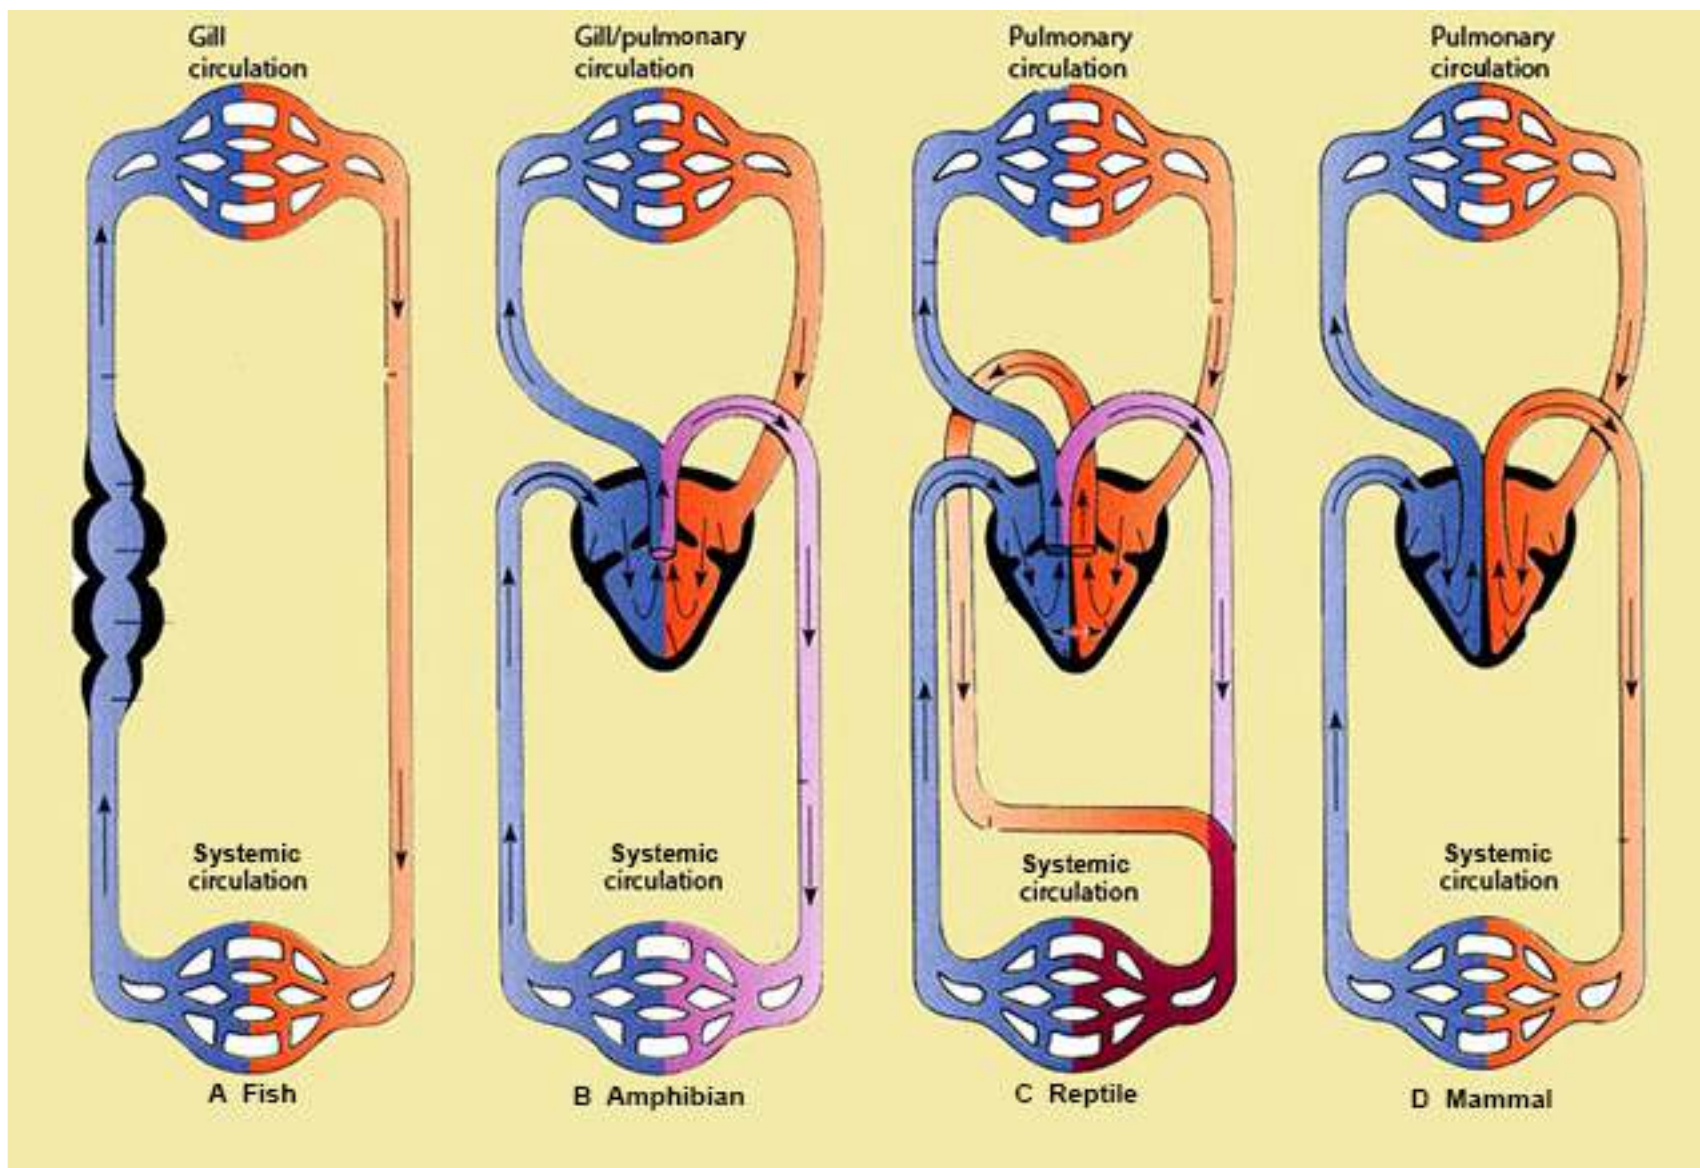 Gill
circulation
Gill/pulmonary
circulation
Pulmonary
circulation
Pulmonary
circulation
Systemic
circulation
Systemic
circulation
Systemic
circulation
Systemic
circulation
A Fish
B Amphibian
C Reptile
D Mammal